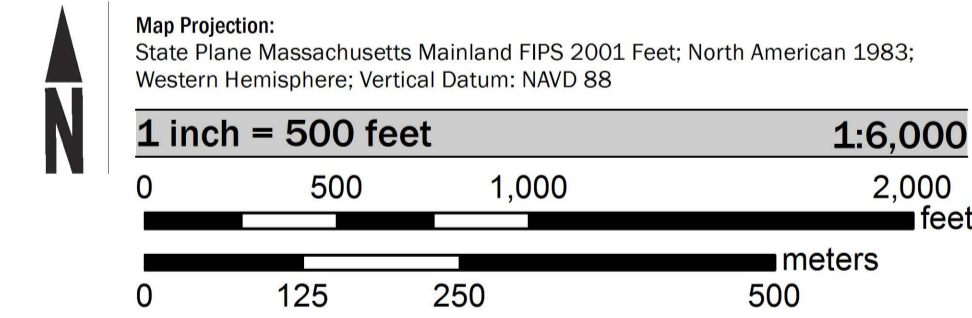 N
Map Projection:
State Plane Massachusetts Mainland FIPS 2001 Feet; North American 1983;
Western Hemisphere; Vertical Datum: NAVD 88
1 inch = 500 feet 1:6,000
0 500 1,000 2,000
feet
meters
0 125 250 500